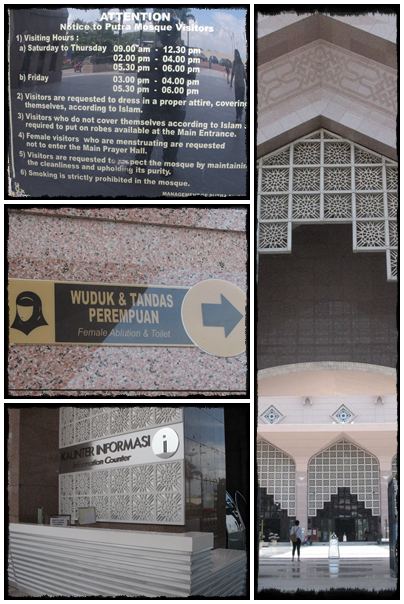 ATTENTION
Notice to Putra Mosque Visitors
1) Visiting Hours :
a) Saturday to Thursday 09.00 am - 12.30 pm
02.00 pm - 04.00 pm
05.30 pm - 06.00 pm
b) Friday 03.00 pm - 04.00 pm
05.30 pm - 06.00 pm
2) Visitors are requested to dress in a proper attire, covering
themselves, according to Islam.
3) Visitors who do not cover themselves according to Islam
required to put on robes available at the Main Entrance.
4) Female visitors who are menstruating are requested
not to enter the Main Prayer Hall.
5) Visitors are requested to respect the mosque by maintaining
the cleanliness and upholding its purity.
6) Smoking is strictly prohibited in the mosque.
MANAGEMENT OF PUTRA
WUDUK & TANDAS
PEREMPUAN
Female Ablution & Toilet
KAUNTER INFORMASI i
Information Counter